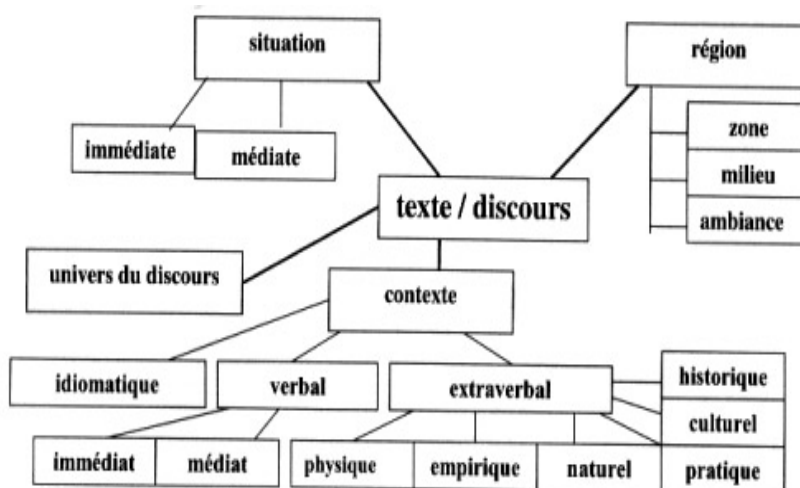 situation
région
immédiate
médiate
zone
milieu
ambiance
texte / discours
univers du discours
contexte
idiomatique
verbal
extraverbal
historique
culturel
immédiat
médiat
physique
empirique
naturel
pratique